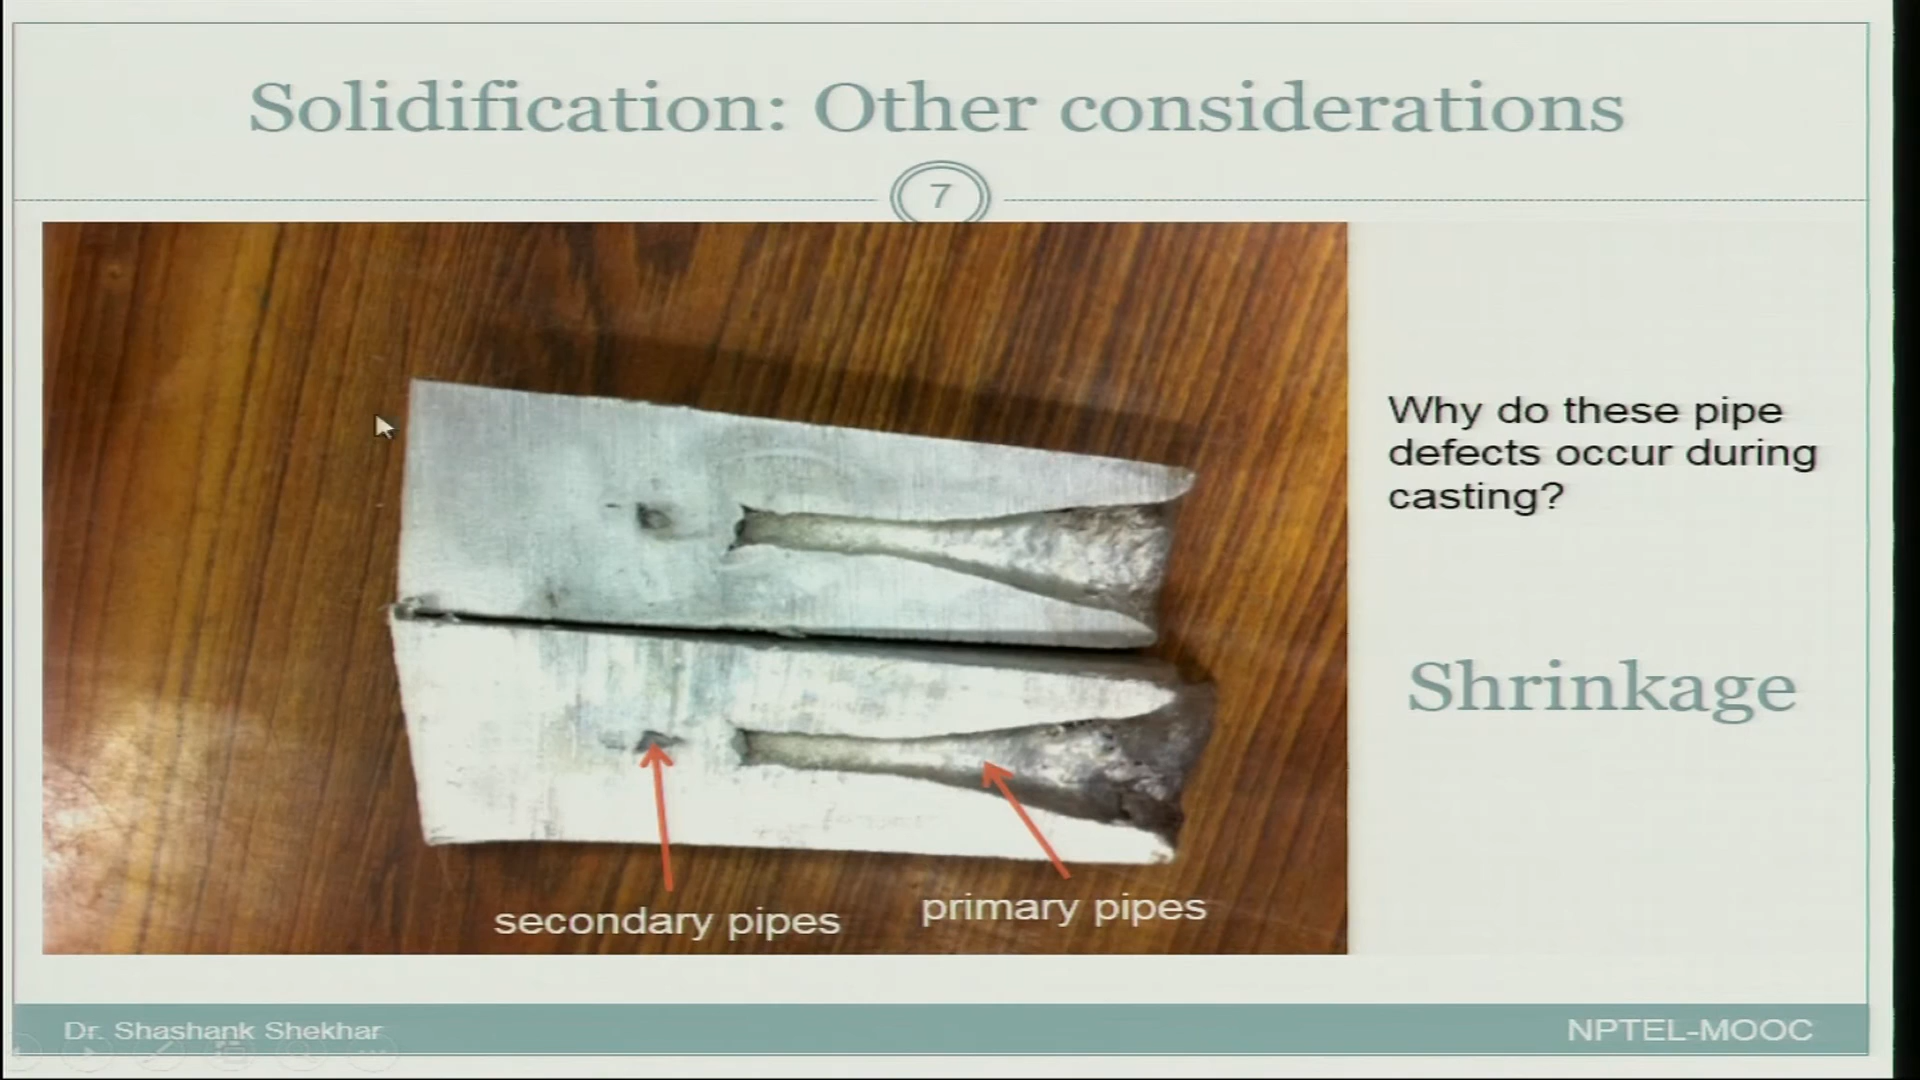 Solidification: Other considerations
7
Why do these pipe
defects occur during
casting?
Shrinkage
secondary pipes
primary pipes
Dr. Shashank Shekhar
NPTEL-MOOC